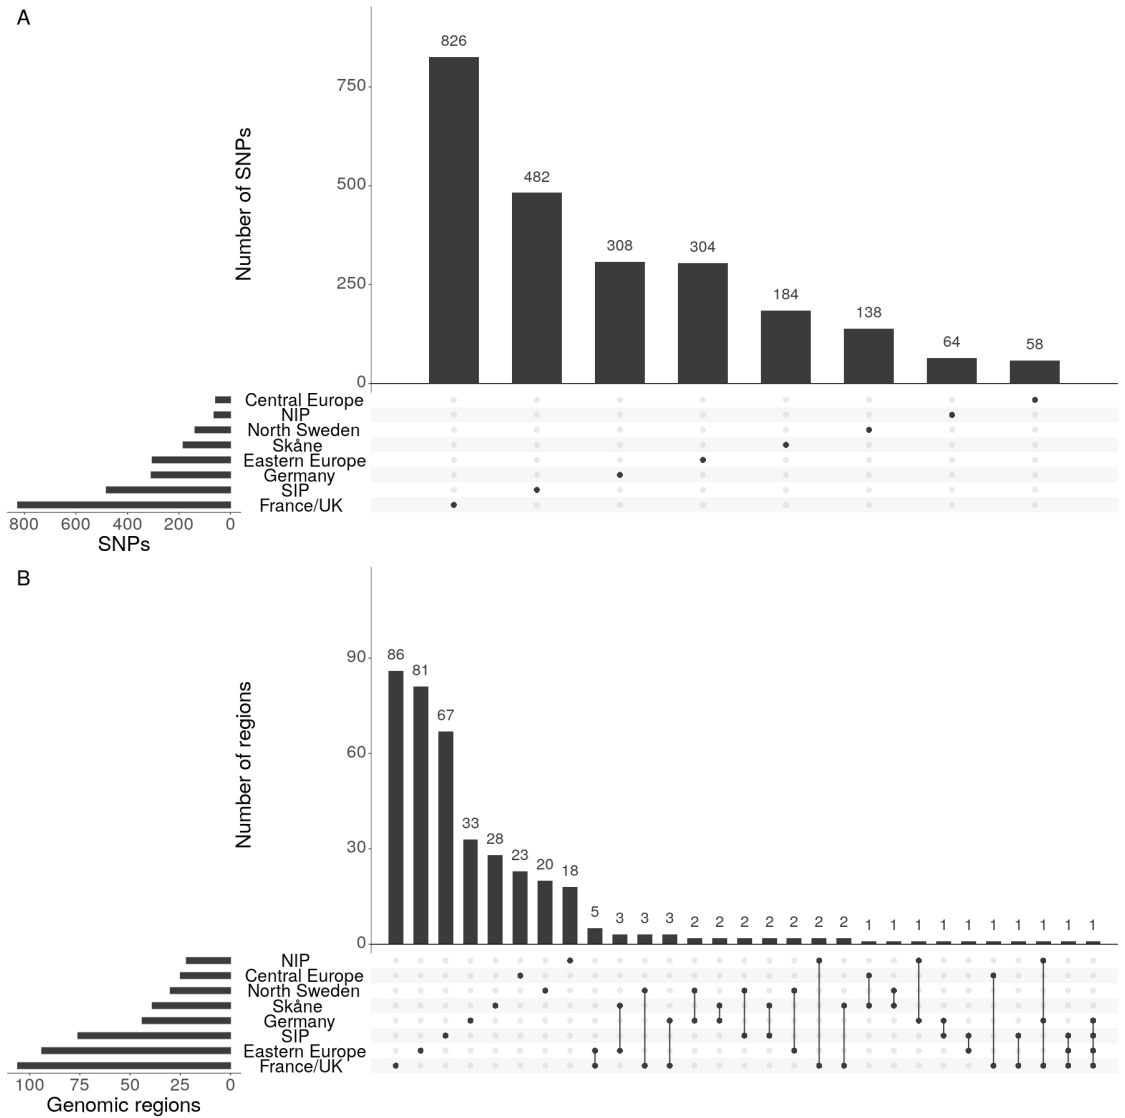 A
826
482
308
304
184
138
64
58
750
500
250
0
Number of SNPs
Central Europe
NIP
North Sweden
Skåne
Eastern Europe
Germany
SIP
France/UK
800 600 400 200 0
SNPs
B
86
81
67
33
28
23
20
18
5
3 3 3
2 2 2 2 2 2 2
1 1 1 1 1 1 1 1 1 1
90
60
30
0
Number of regions
NIP
Central Europe
North Sweden
Skåne
Germany
SIP
Eastern Europe
France/UK
100 75 50 25 0
Genomic regions